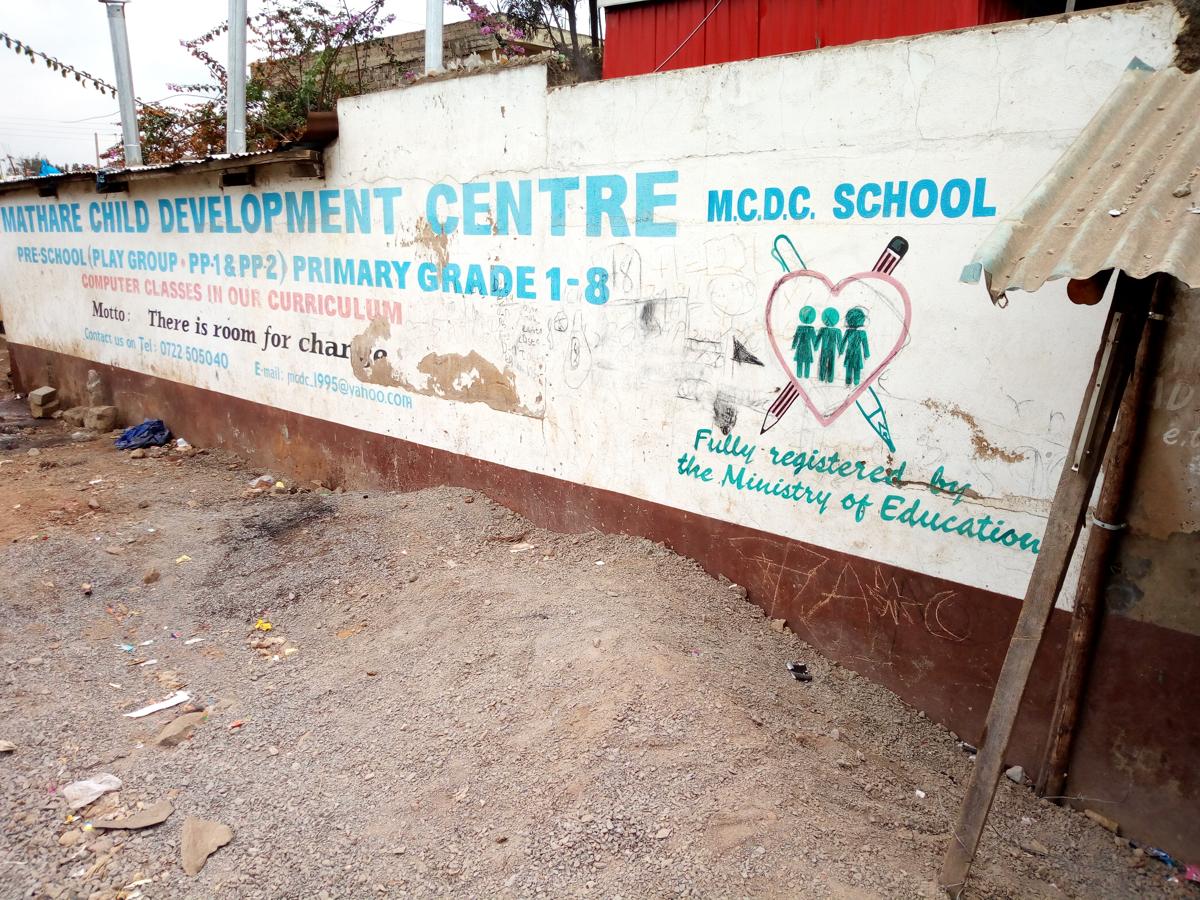 MATHARE CHILD DEVELOPMENT CENTRE
M.C.D.C. SCHOOL
PRE-SCHOOL (PLAY GROUP • PP-1 & PP-2) PRIMARY GRADE 1-8
COMPUTER CLASSES IN OUR CURRICULUM
Motto: There is room for change
Contact us on Tel: 0722 505040
E-mail: mcdc_1995@yahoo.com
Fully registered by
the Ministry of Education